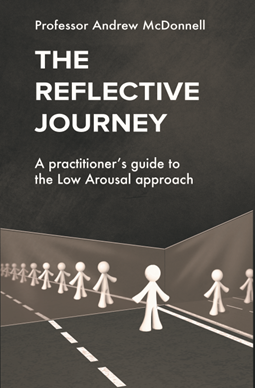 Professor Andrew McDonnell
THE
REFLECTIVE
JOURNEY
A practitioner's guide to
the Low Arousal approach